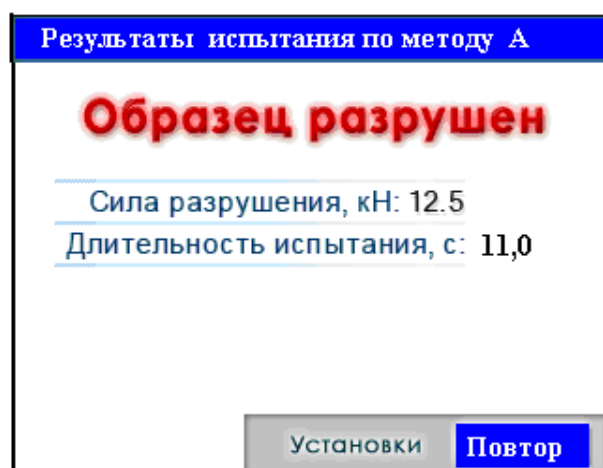 Результаты испытания по методу А
Образец разрушен
Сила разрушения, кН: 12.5
Длительность испытания, с: 11,0
Установки Повтор